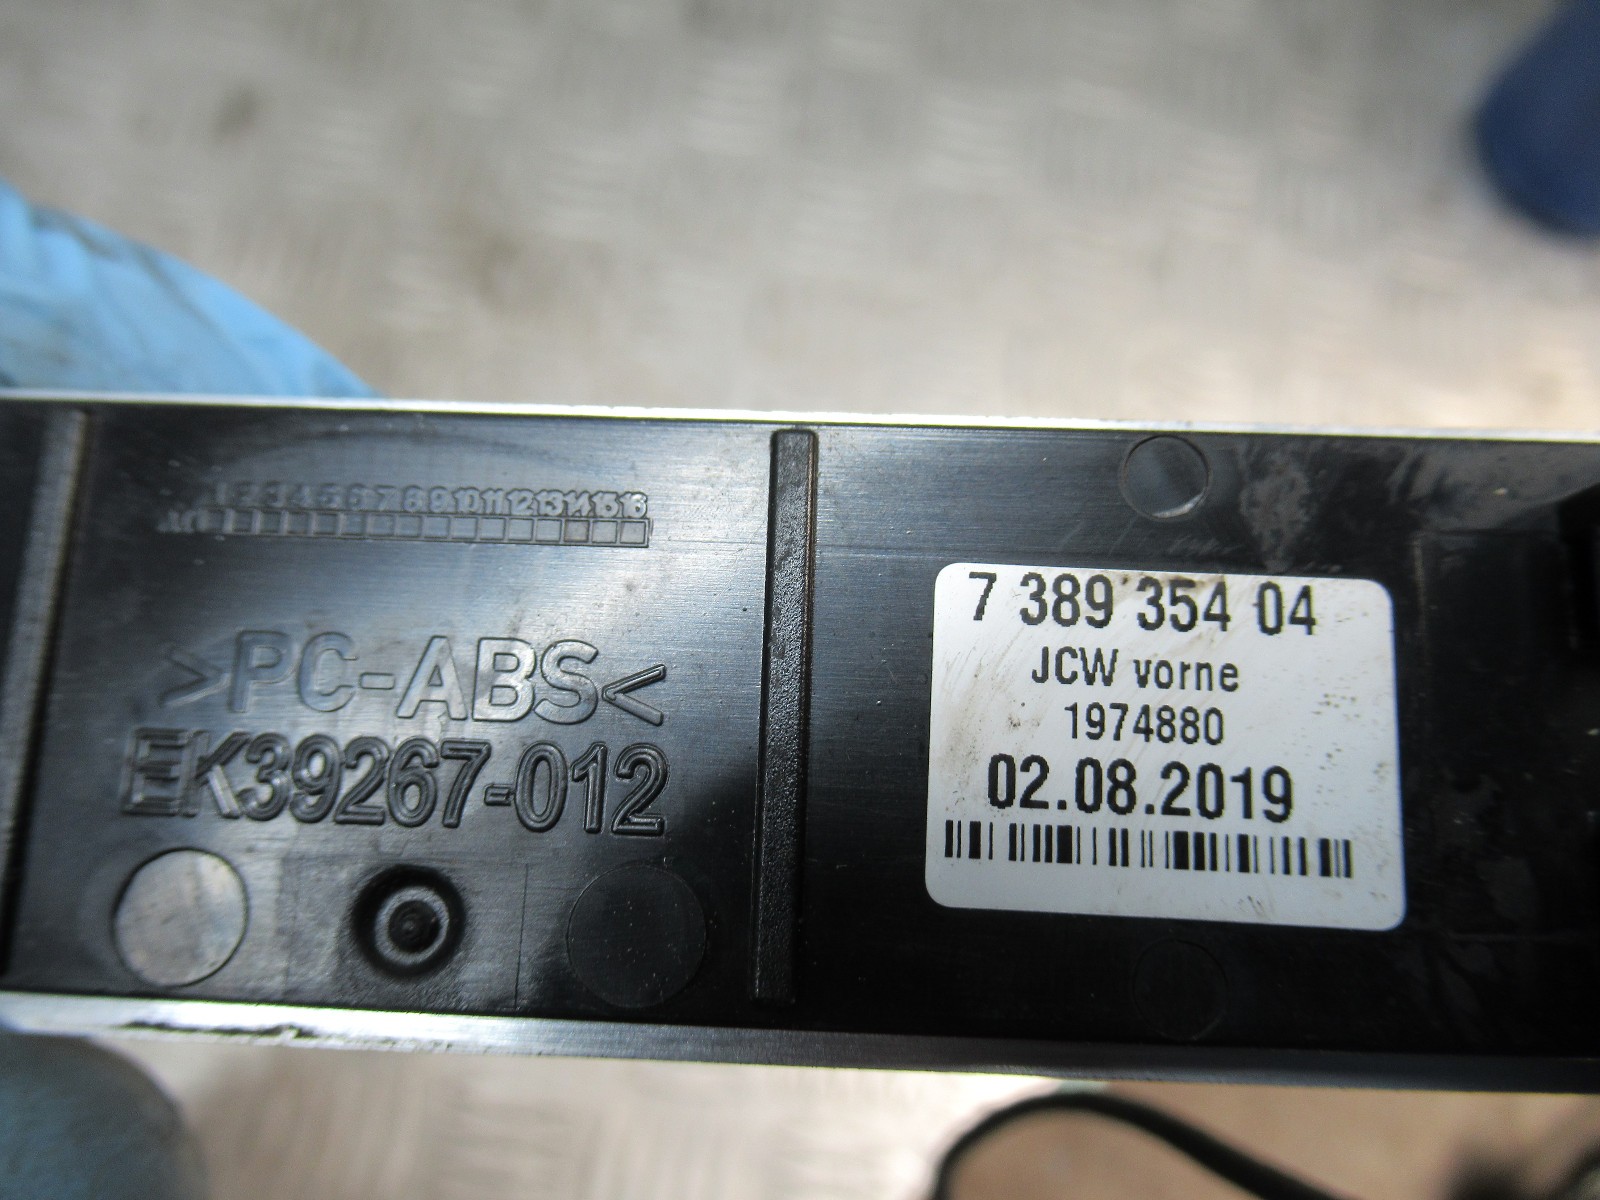 1 2 3 4 5 6 7 8 9 10 11 12 13 14 15 16
>PC-ABS<
EK39267-012
7 389 354 04
JCW vorne
1974880
02.08.2019